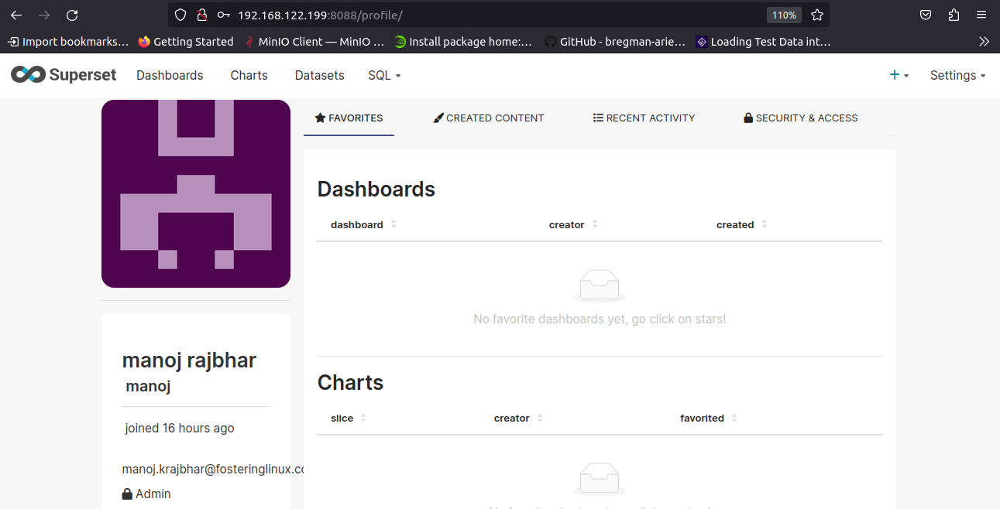 192.168.122.199:8088/profile/
110%
Import bookmarks...
Getting Started
MinIO Client — MinIO ...
Install package home:...
GitHub - bregman-arie...
Loading Test Data int...
Superset
Dashboards
Charts
Datasets
SQL
+
Settings
FAVORITES
CREATED CONTENT
RECENT ACTIVITY
SECURITY & ACCESS
Dashboards
dashboard creator created
No favorite dashboards yet, go click on stars!
Charts
slice creator favorited
manoj rajbhar
manoj
joined 16 hours ago
manoj.krajbhar@fosteringlinux.co
Admin